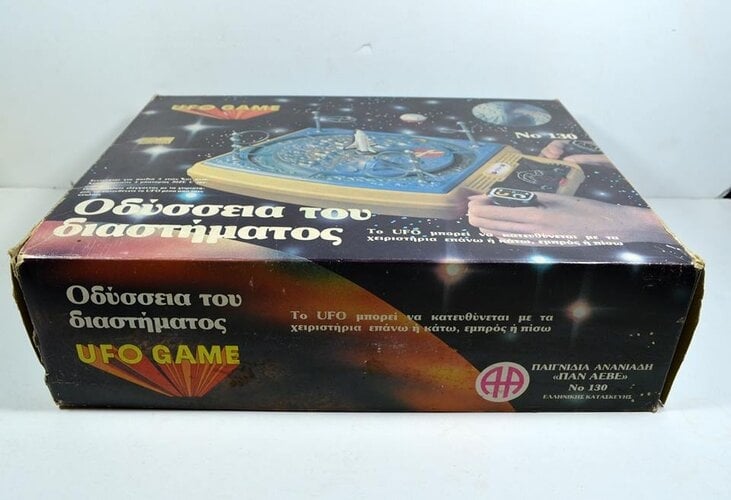 UFO GAME
Νο 130
Οδύσσεια του
διαστήματος
Το UFO μπορεί να κατευθύνεται με τα
χειριστήρια επάνω ή κάτω, εμπρός ή πίσω
Οδύσσεια του
διαστήματος
UFO GAME
Το UFO μπορεί να κατευθύνεται με τα
χειριστήρια επάνω ή κάτω, εμπρός ή πίσω
ΠΑΙΓΝΙΔΙΑ ΑΝΑΝΙΑΔΗ
«ΠΑΝ ΑΕΒΕ»
Νο 130
ΕΛΛΗΝΙΚΗΣ ΚΑΤΑΣΚΕΥΗΣ